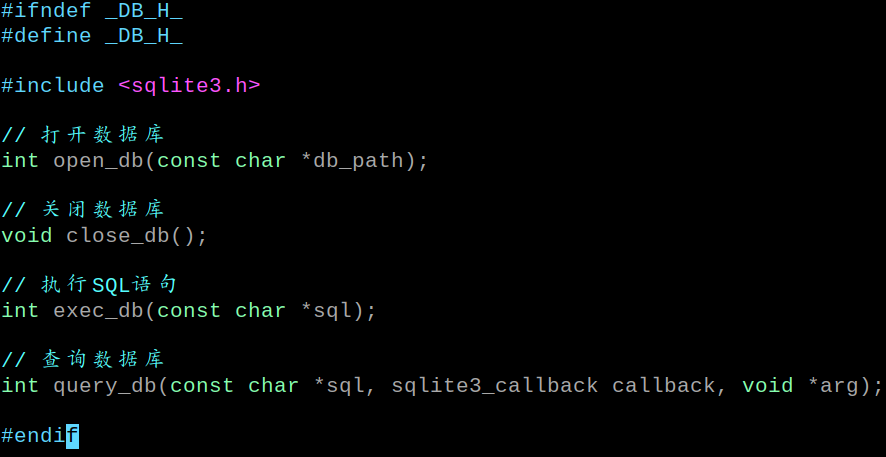 #ifndef _DB_H_
#define _DB_H_
#include <sqlite3.h>
// 打开数据库
int open_db(const char *db_path);
// 关闭数据库
void close_db();
// 执行SQL语句
int exec_db(const char *sql);
// 查询数据库
int query_db(const char *sql, sqlite3_callback callback, void *arg);
#endif